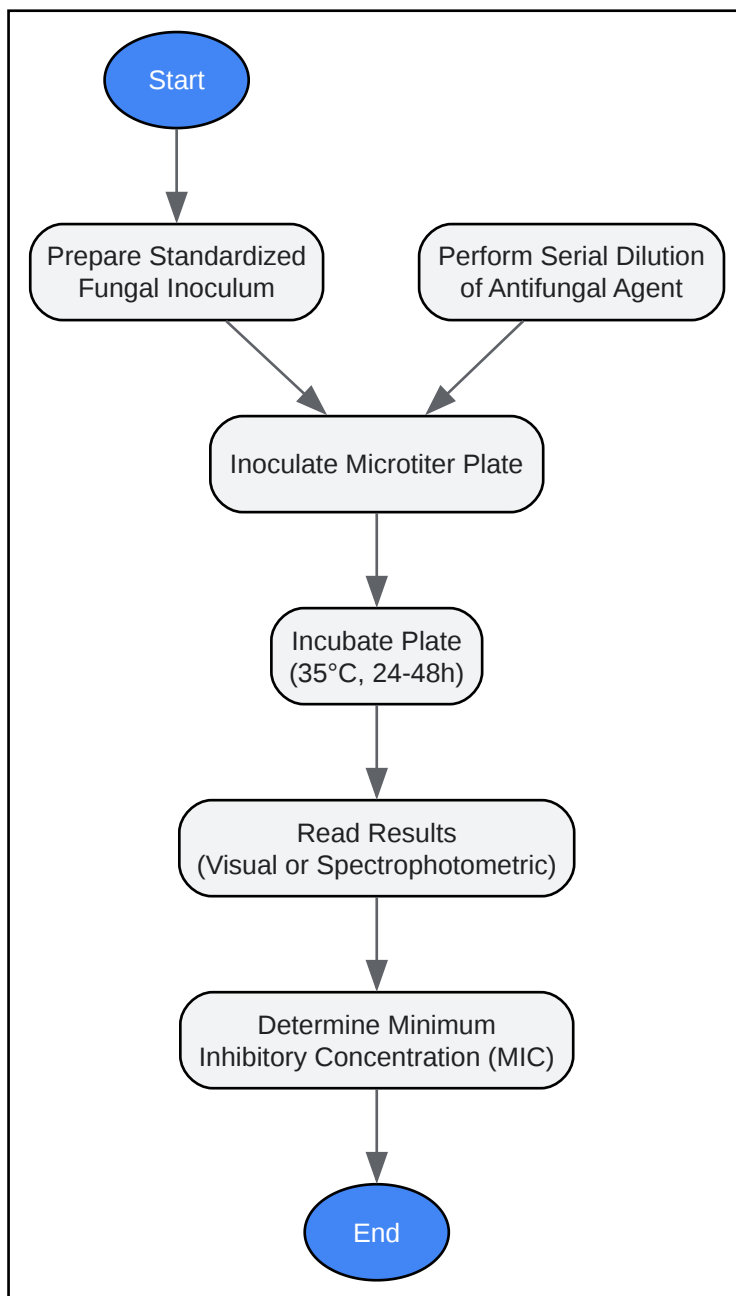 Start
Prepare Standardized
Fungal Inoculum
Perform Serial Dilution
of Antifungal Agent
Inoculate Microtiter Plate
Incubate Plate
(35°C, 24-48h)
Read Results
(Visual or Spectrophotometric)
Determine Minimum
Inhibitory Concentration (MIC)
End